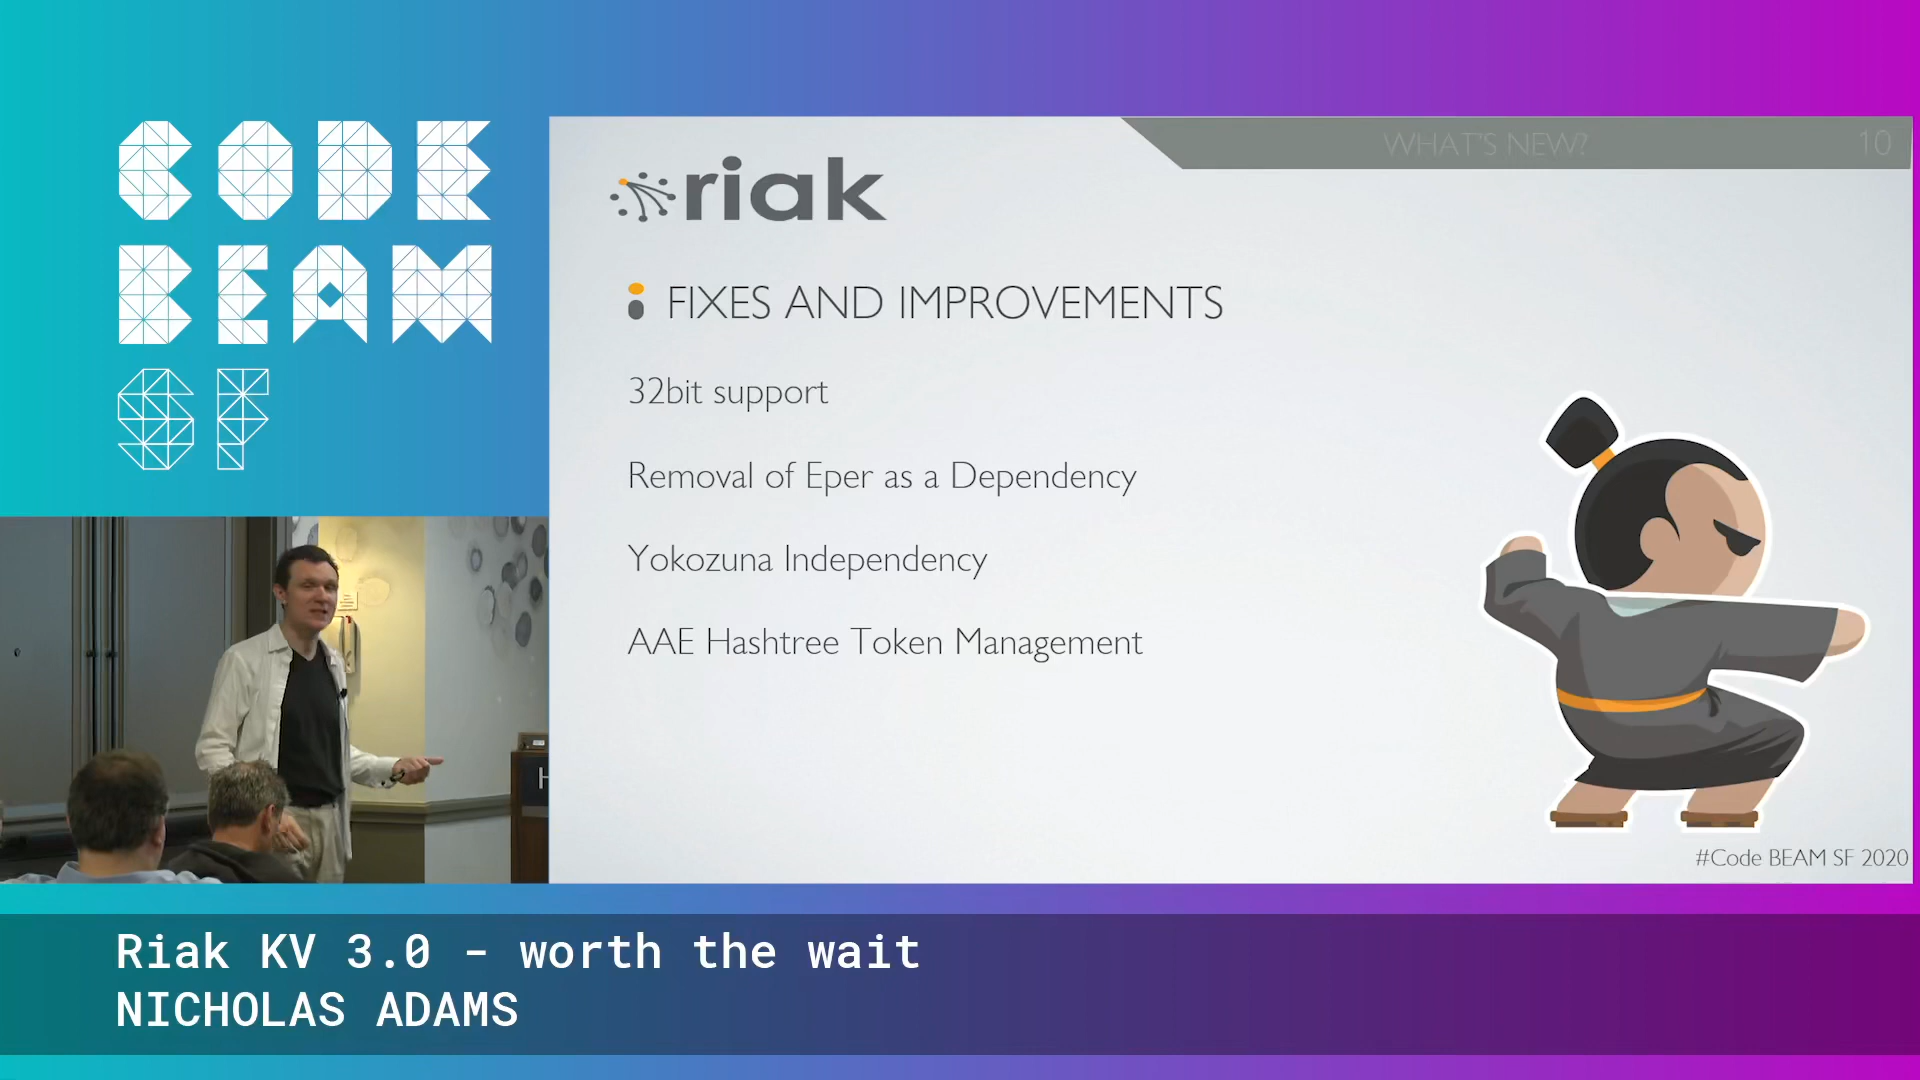 CODE
BEAM
SF
WHAT'S NEW?
10
riak
FIXES AND IMPROVEMENTS
32bit support
Removal of Eper as a Dependency
Yokozuna Independency
AAE Hashtree Token Management
#Code BEAM SF 2020
H
Riak KV 3.0 - worth the wait
NICHOLAS ADAMS